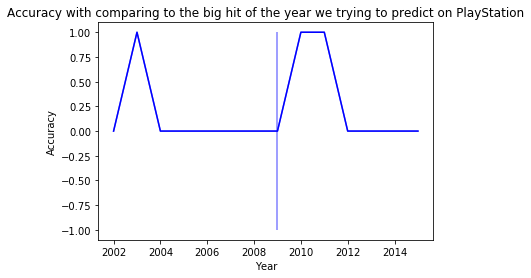 Accuracy with comparing to the big hit of the year we trying to predict on PlayStation
1.00
0.75
0.50
0.25
0.00
−0.25
−0.50
−0.75
−1.00
Accuracy
2002 2004 2006 2008 2010 2012 2014
Year